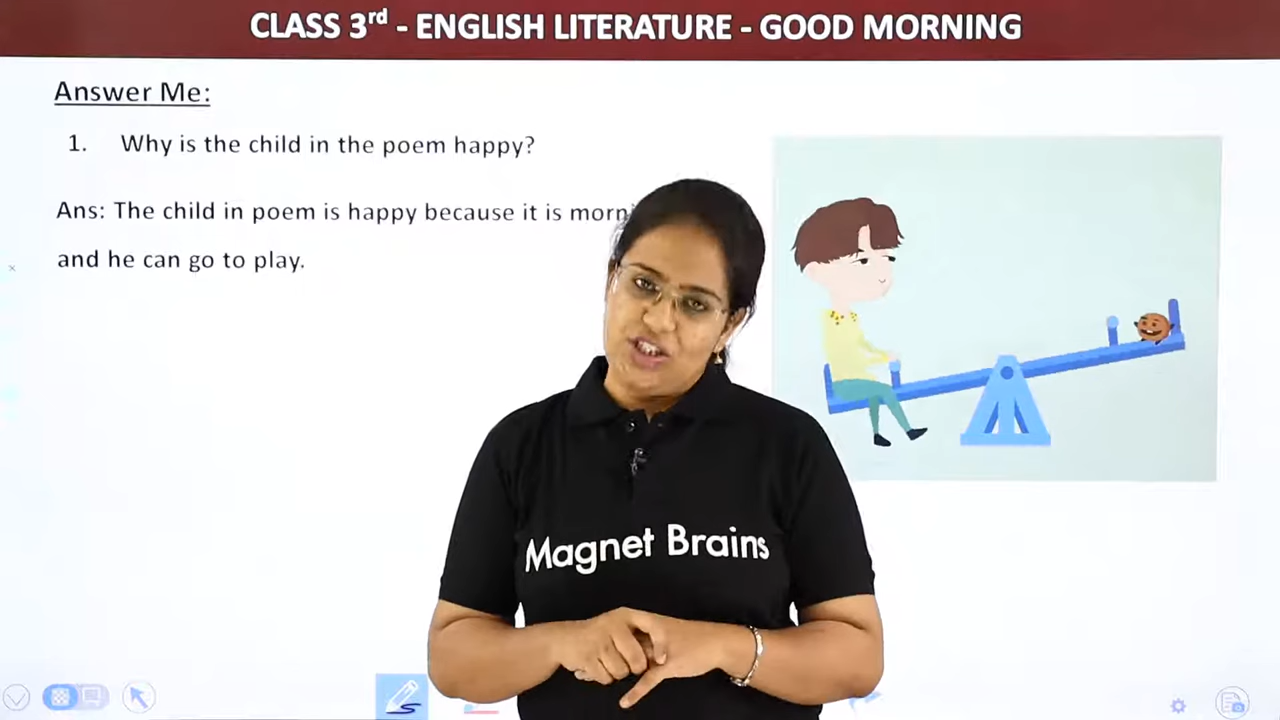 CLASS 3rd - ENGLISH LITERATURE - GOOD MORNING
Answer Me:
1. Why is the child in the poem happy?
Ans: The child in poem is happy because it is
and he can go to play.
Magnet Brains